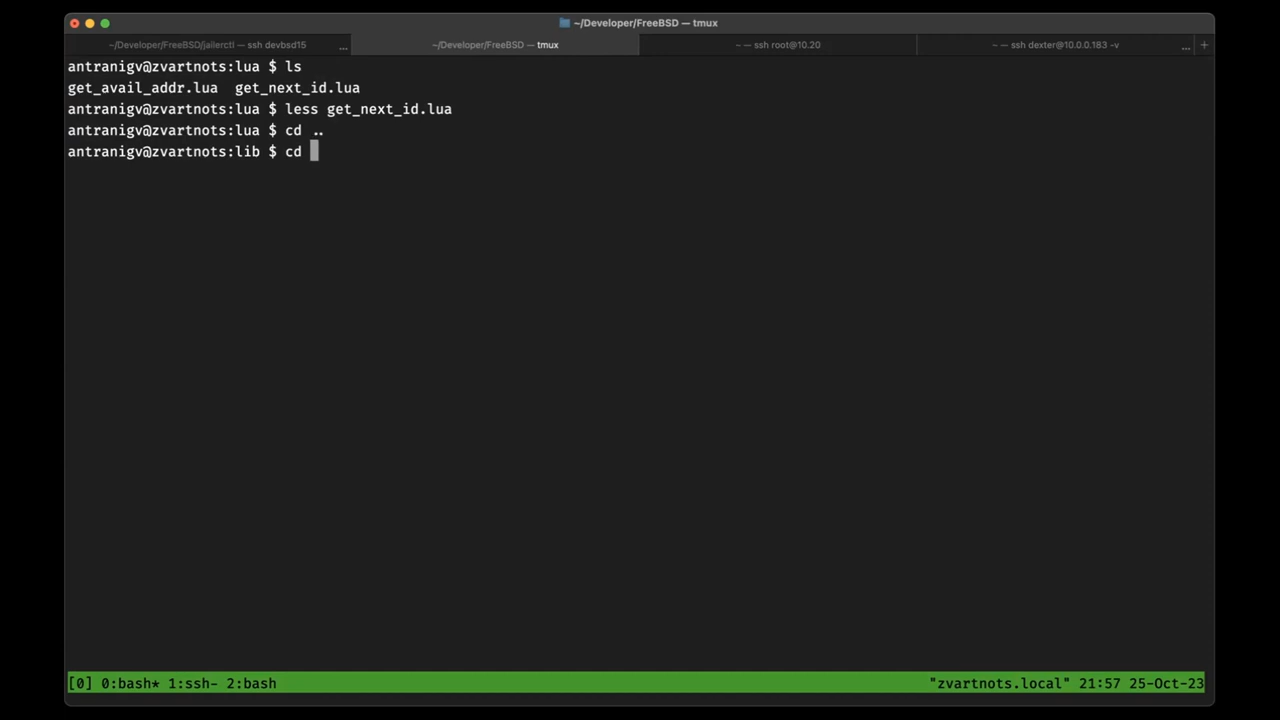 ~/Developer/FreeBSD — tmux
~/Developer/FreeBSD/jailerctl — ssh devbsd15 ...
~/Developer/FreeBSD — tmux
~ — ssh root@10.20
~ — ssh dexter@10.0.0.183 -v ...
+
antranigv@zvartnots:lua $ ls
get_avail_addr.lua  get_next_id.lua
antranigv@zvartnots:lua $ less get_next_id.lua
antranigv@zvartnots:lua $ cd ..
antranigv@zvartnots:lib $ cd
[0] 0:bash* 1:ssh- 2:bash "zvartnots.local" 21:57 25-Oct-23